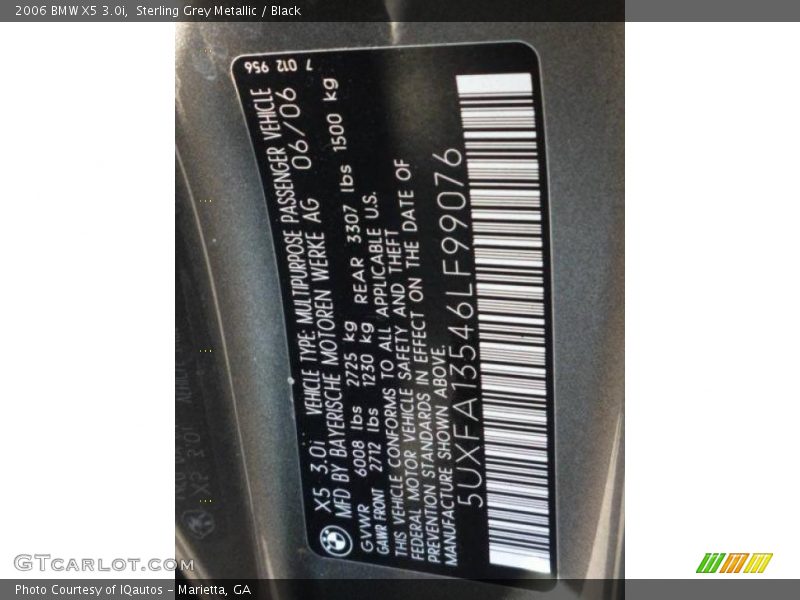 2006 BMW X5 3.0i,  Sterling Grey Metallic / Black
7 012 956
X5 3.0i VEHICLE TYPE: MULTIPURPOSE PASSENGER VEHICLE
MFD BY BAYERISCHE MOTOREN WERKE AG 06/06
GVWR 6008 lbs 2725 kg
GAWR FRONT 2712 lbs 1230 kg REAR 3307 lbs 1500 kg
THIS VEHICLE CONFORMS TO ALL APPLICABLE U.S.
FEDERAL MOTOR VEHICLE SAFETY AND THEFT
PREVENTION STANDARDS IN EFFECT ON THE DATE OF
MANUFACTURE SHOWN ABOVE.
5UXFA13546LF99076
GTCarLot.com
Photo Courtesy of IQautos - Marietta, GA